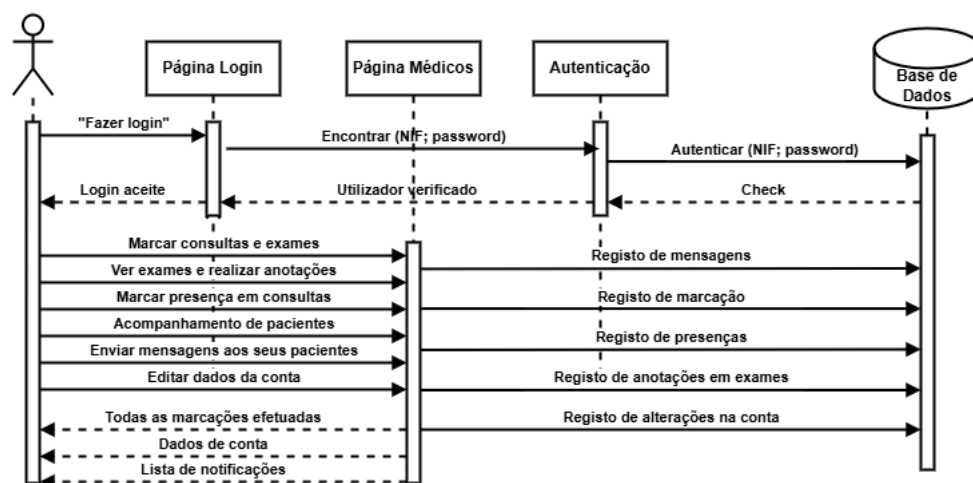 Página Login
Página Médicos
Autenticação
Base de
Dados
"Fazer login"
Encontrar (NIF; password)
Autenticar (NIF; password)
Login aceite
Utilizador verificado
Check
Marcar consultas e exames
Registo de mensagens
Ver exames e realizar anotações
Marcar presença em consultas
Registo de marcação
Acompanhamento de pacientes
Registo de presenças
Enviar mensagens aos seus pacientes
Editar dados da conta
Registo de anotações em exames
Todas as marcações efetuadas
Registo de alterações na conta
Dados de conta
Lista de notificações